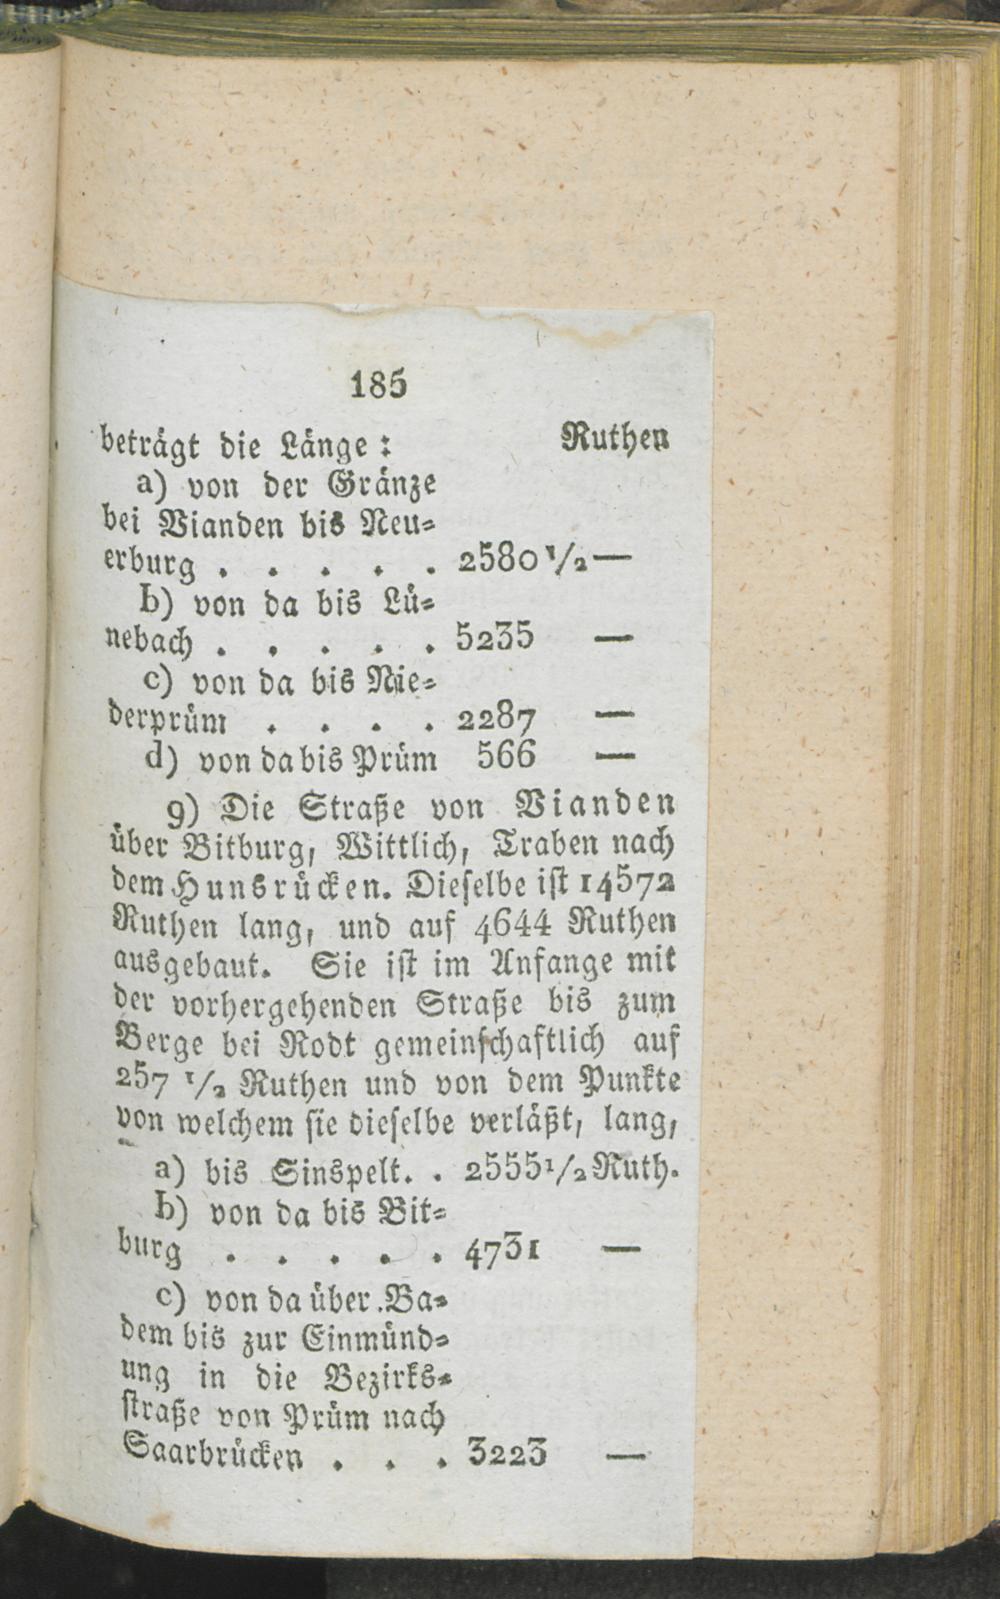 185
beträgt die Länge: Ruthen
a) von der Gränze
bei Vianden bis Neu-
erburg . . . . . 2580 1/2 —
b) von da bis Lü-
nebach . . . . . 5235 —
c) von da bis Nie-
derprüm . . . . 2287 —
d) von da bis Prüm 566 —
g) Die Straße von Vianden
über Bitburg, Wittlich, Traben nach
dem Hunsrücken. Dieselbe ist 14572
Ruthen lang, und auf 4644 Ruthen
ausgebaut. Sie ist im Anfange mit
der vorhergehenden Straße bis zum
Berge bei Rodt gemeinschaftlich auf
257 1/2 Ruthen und von dem Punkte
von welchem sie dieselbe verläßt, lang,
a) bis Sinspelt. . 2555 1/2 Ruth.
b) von da bis Bit-
burg . . . . . 4731 —
c) von da über Ba-
dem bis zur Einmünd-
ung in die Bezirks-
straße von Prüm nach
Saarbrücken . . . 3223 —